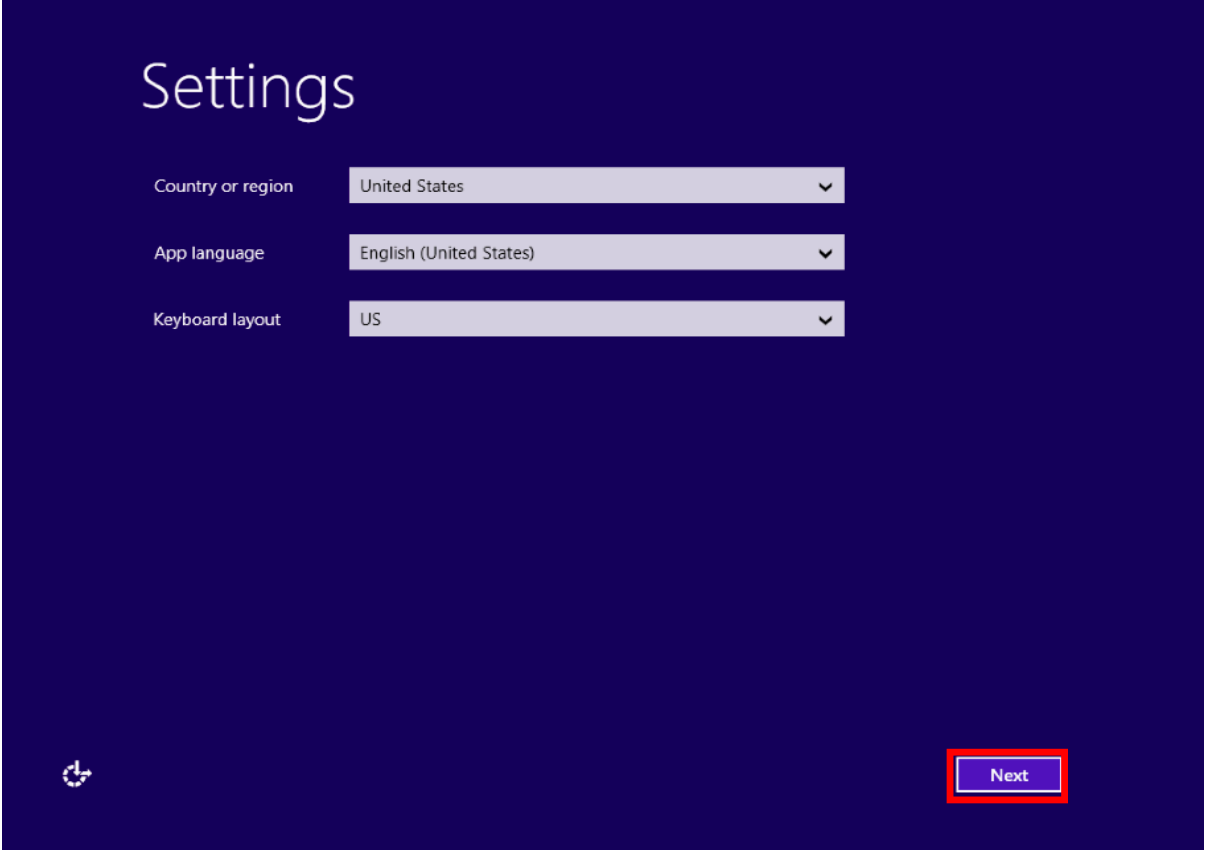 Settings
Country or region United States
App language English (United States)
Keyboard layout US
Next